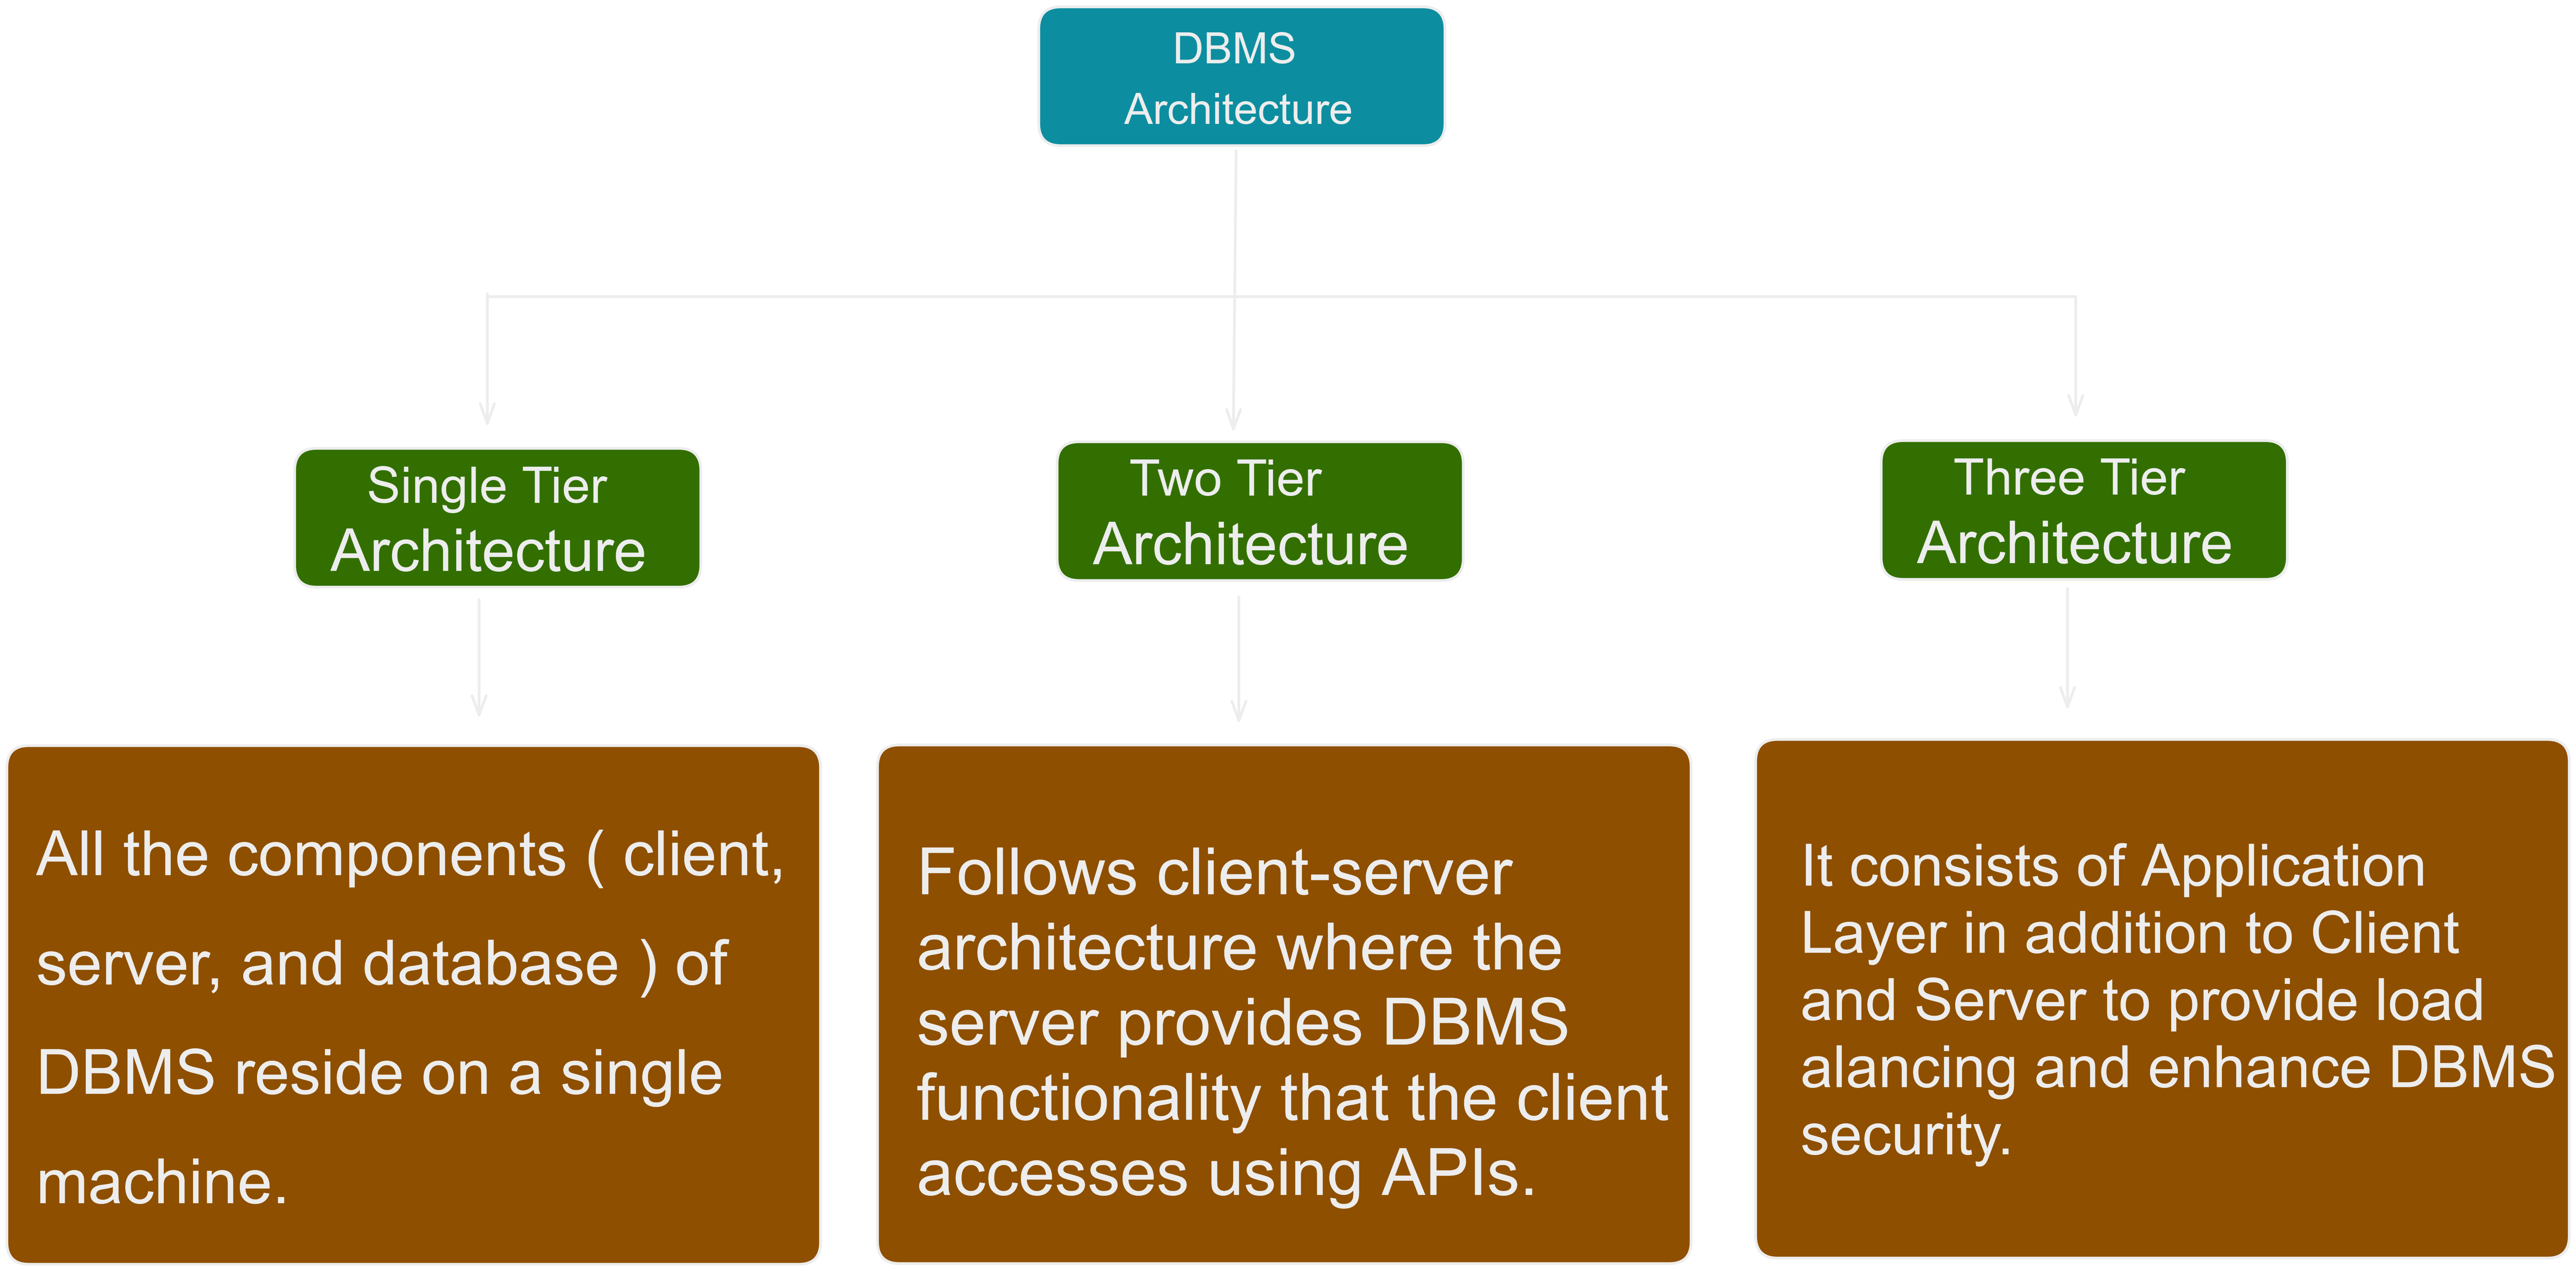 DBMS
Architecture
Single Tier
Architecture
Two Tier
Architecture
Three Tier
Architecture
All the components ( client,
server, and database ) of
DBMS reside on a single
machine.
Follows client-server
architecture where the
server provides DBMS
functionality that the client
accesses using APIs.
It consists of Application
Layer in addition to Client
and Server to provide load
alancing and enhance DBMS
security.